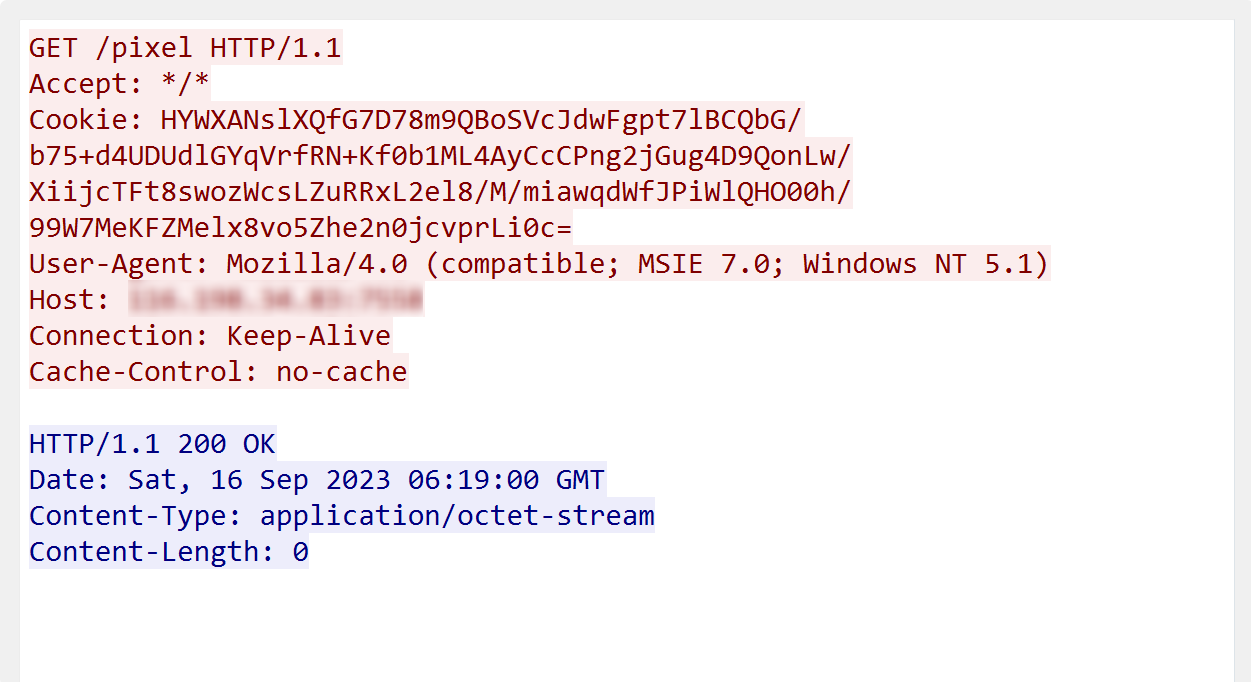 GET /pixel HTTP/1.1
Accept: */*
Cookie: HYWXANslXQfG7D78m9QBoSVcJdwFgpt7lBCQbG/
b75+d4UDUdlGYqVrfRN+Kf0b1ML4AyCcCPng2jGug4D9QonLw/
XiijcTFt8swozWcsLZuRRxL2el8/M/miawqdWfJPiWlQHO00h/
99W7MeKFZMelx8vo5Zhe2n0jcvprLi0c=
User-Agent: Mozilla/4.0 (compatible; MSIE 7.0; Windows NT 5.1)
Host:
Connection: Keep-Alive
Cache-Control: no-cache
HTTP/1.1 200 OK
Date: Sat, 16 Sep 2023 06:19:00 GMT
Content-Type: application/octet-stream
Content-Length: 0